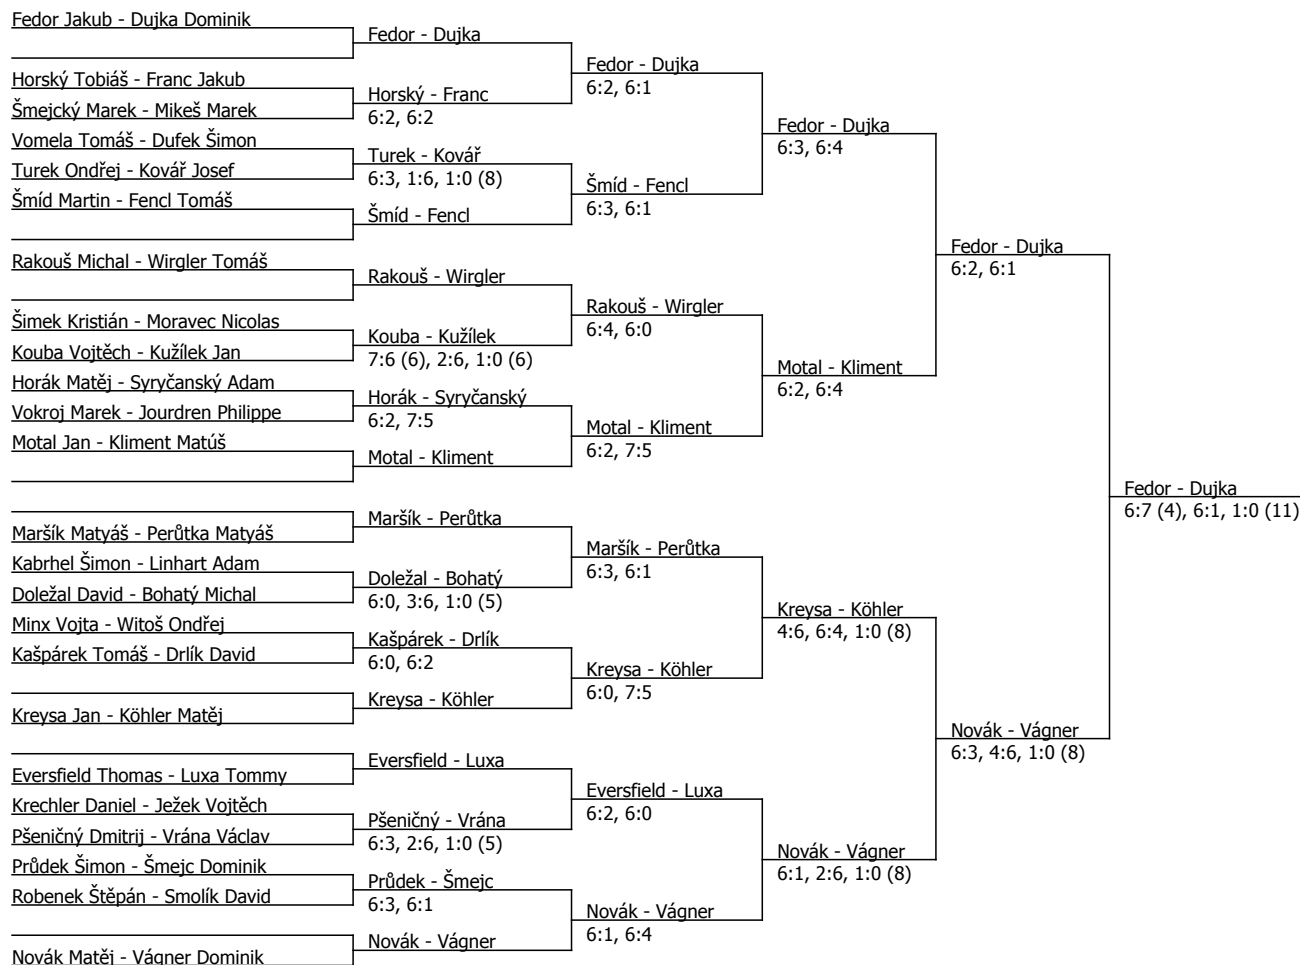 Fedor Jakub - Dujka Dominik
Horský Tobiáš - Franc Jakub
Šmejcký Marek - Mikeš Marek
Vomela Tomáš - Dufek Šimon
Turek Ondřej - Kovář Josef
Šmíd Martin - Fencl Tomáš
Rakouš Michal - Wirgler Tomáš
Šimek Kristián - Moravec Nicolas
Kouba Vojtěch - Kužílek Jan
Horák Matěj - Syryčanský Adam
Vokroj Marek - Jourdren Philippe
Motal Jan - Kliment Matúš
Maršík Matyáš - Perůtka Matyáš
Kabrhel Šimon - Linhart Adam
Doležal David - Bohatý Michal
Minx Vojta - Witoš Ondřej
Kašpárek Tomáš - Drlík David
Kreysa Jan - Köhler Matěj
Eversfield Thomas - Luxa Tommy
Krechler Daniel - Ježek Vojtěch
Pšeničný Dmitrij - Vrána Václav
Průdek Šimon - Šmejc Dominik
Robenek Štěpán - Smolík David
Novák Matěj - Vágner Dominik
Fedor - Dujka
Horský - Franc
6:2, 6:2
Turek - Kovář
6:3, 1:6, 1:0 (8)
Šmíd - Fencl
Rakouš - Wirgler
Kouba - Kužílek
7:6 (6), 2:6, 1:0 (6)
Horák - Syryčanský
6:2, 7:5
Motal - Kliment
Maršík - Perůtka
Doležal - Bohatý
6:0, 3:6, 1:0 (5)
Kašpárek - Drlík
6:0, 6:2
Kreysa - Köhler
Eversfield - Luxa
Pšeničný - Vrána
6:3, 2:6, 1:0 (5)
Průdek - Šmejc
6:3, 6:1
Novák - Vágner
Fedor - Dujka
6:2, 6:1
Šmíd - Fencl
6:3, 6:1
Rakouš - Wirgler
6:4, 6:0
Motal - Kliment
6:2, 7:5
Maršík - Perůtka
6:3, 6:1
Kreysa - Köhler
6:0, 7:5
Eversfield - Luxa
6:2, 6:0
Novák - Vágner
6:1, 6:4
Fedor - Dujka
6:3, 6:4
Motal - Kliment
6:2, 6:4
Kreysa - Köhler
4:6, 6:4, 1:0 (8)
Novák - Vágner
6:1, 2:6, 1:0 (8)
Fedor - Dujka
6:2, 6:1
Novák - Vágner
6:3, 4:6, 1:0 (8)
Fedor - Dujka
6:7 (4), 6:1, 1:0 (11)